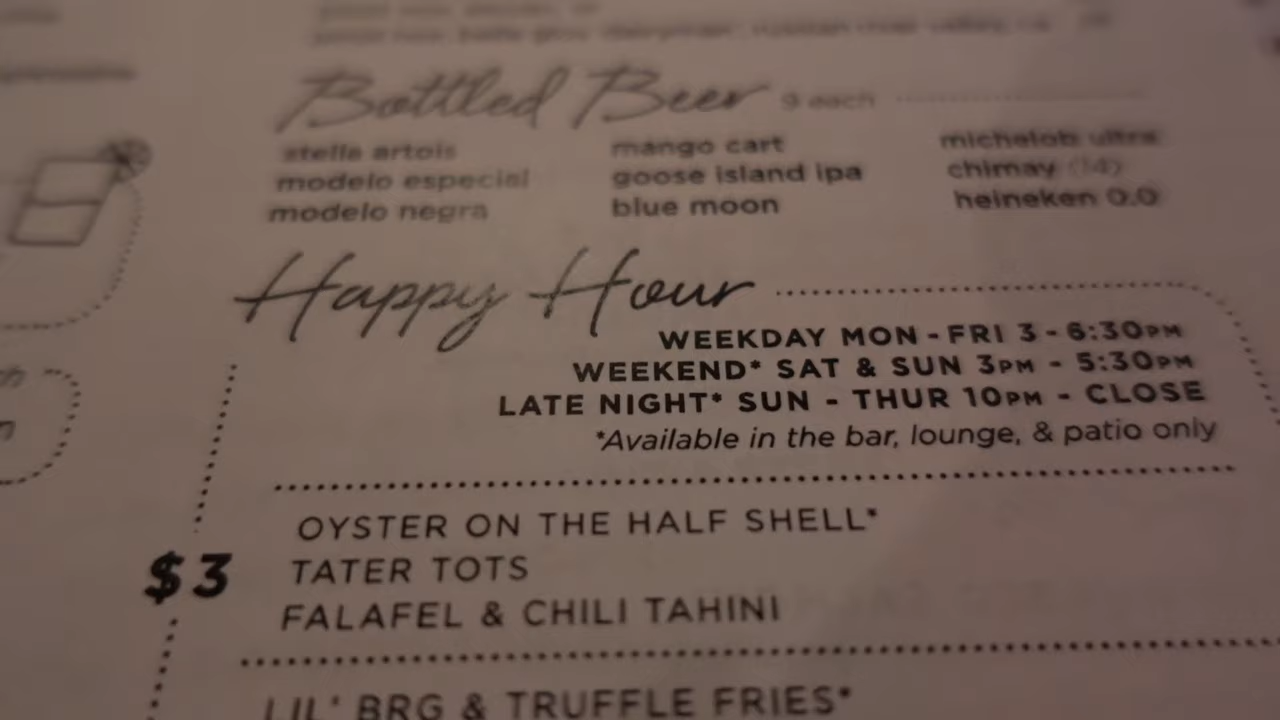 Bottled Beer 9 each
stella artois mango cart michelob ultra
modelo especial goose island ipa chimay (14)
modelo negra blue moon heineken 0.0
Happy Hour
WEEKDAY MON - FRI 3 - 6:30PM
WEEKEND* SAT & SUN 3PM - 5:30PM
LATE NIGHT* SUN - THUR 10PM - CLOSE
*Available in the bar, lounge, & patio only
OYSTER ON THE HALF SHELL*
$3 TATER TOTS
FALAFEL & CHILI TAHINI
LIL' BRG & TRUFFLE FRIES*